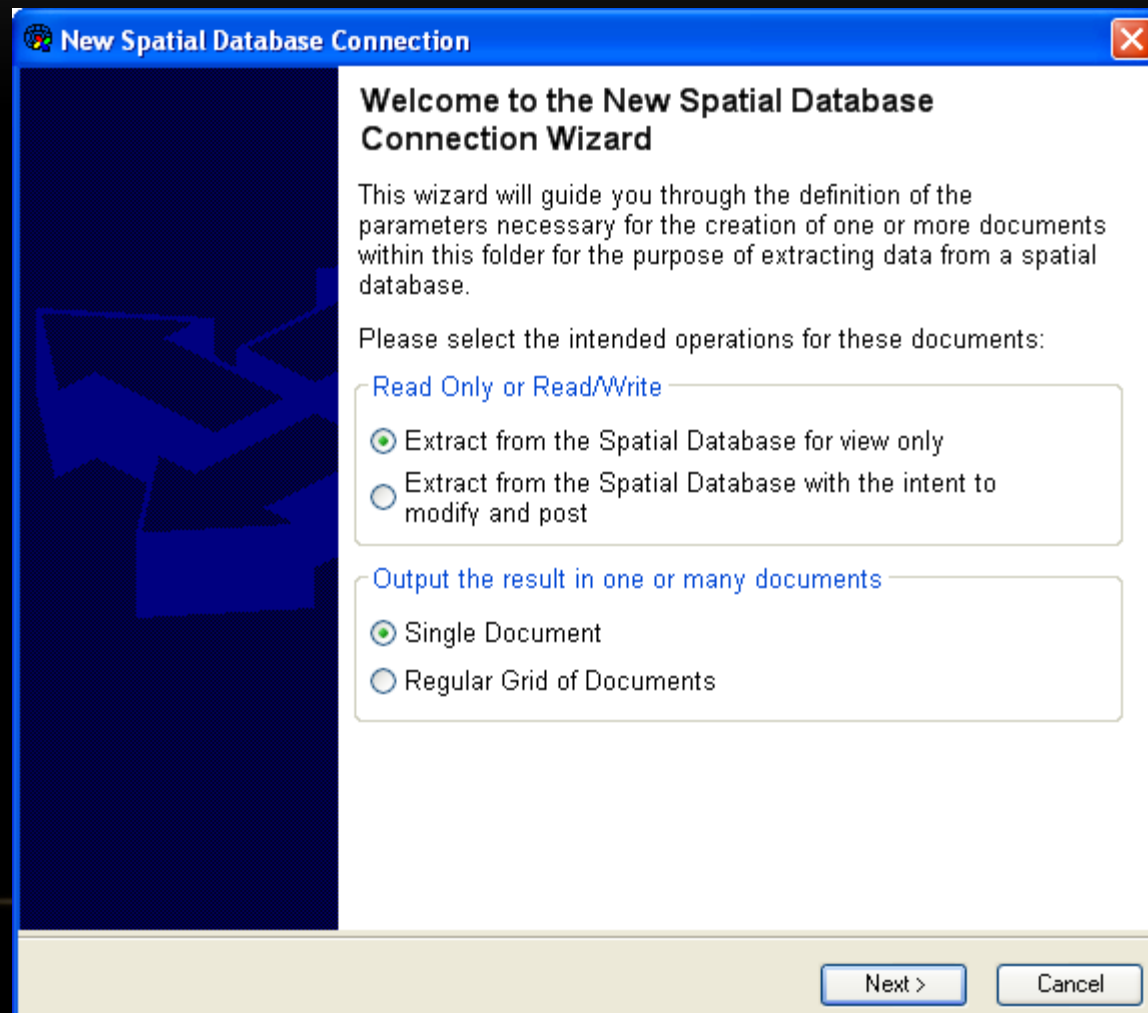 New Spatial Database Connection
Welcome to the New Spatial Database
Connection Wizard
This wizard will guide you through the definition of the
parameters necessary for the creation of one or more documents
within this folder for the purpose of extracting data from a spatial
database.
Please select the intended operations for these documents:
Read Only or Read/Write
Extract from the Spatial Database for view only
Extract from the Spatial Database with the intent to
modify and post
Output the result in one or many documents
Single Document
Regular Grid of Documents
Next >
Cancel